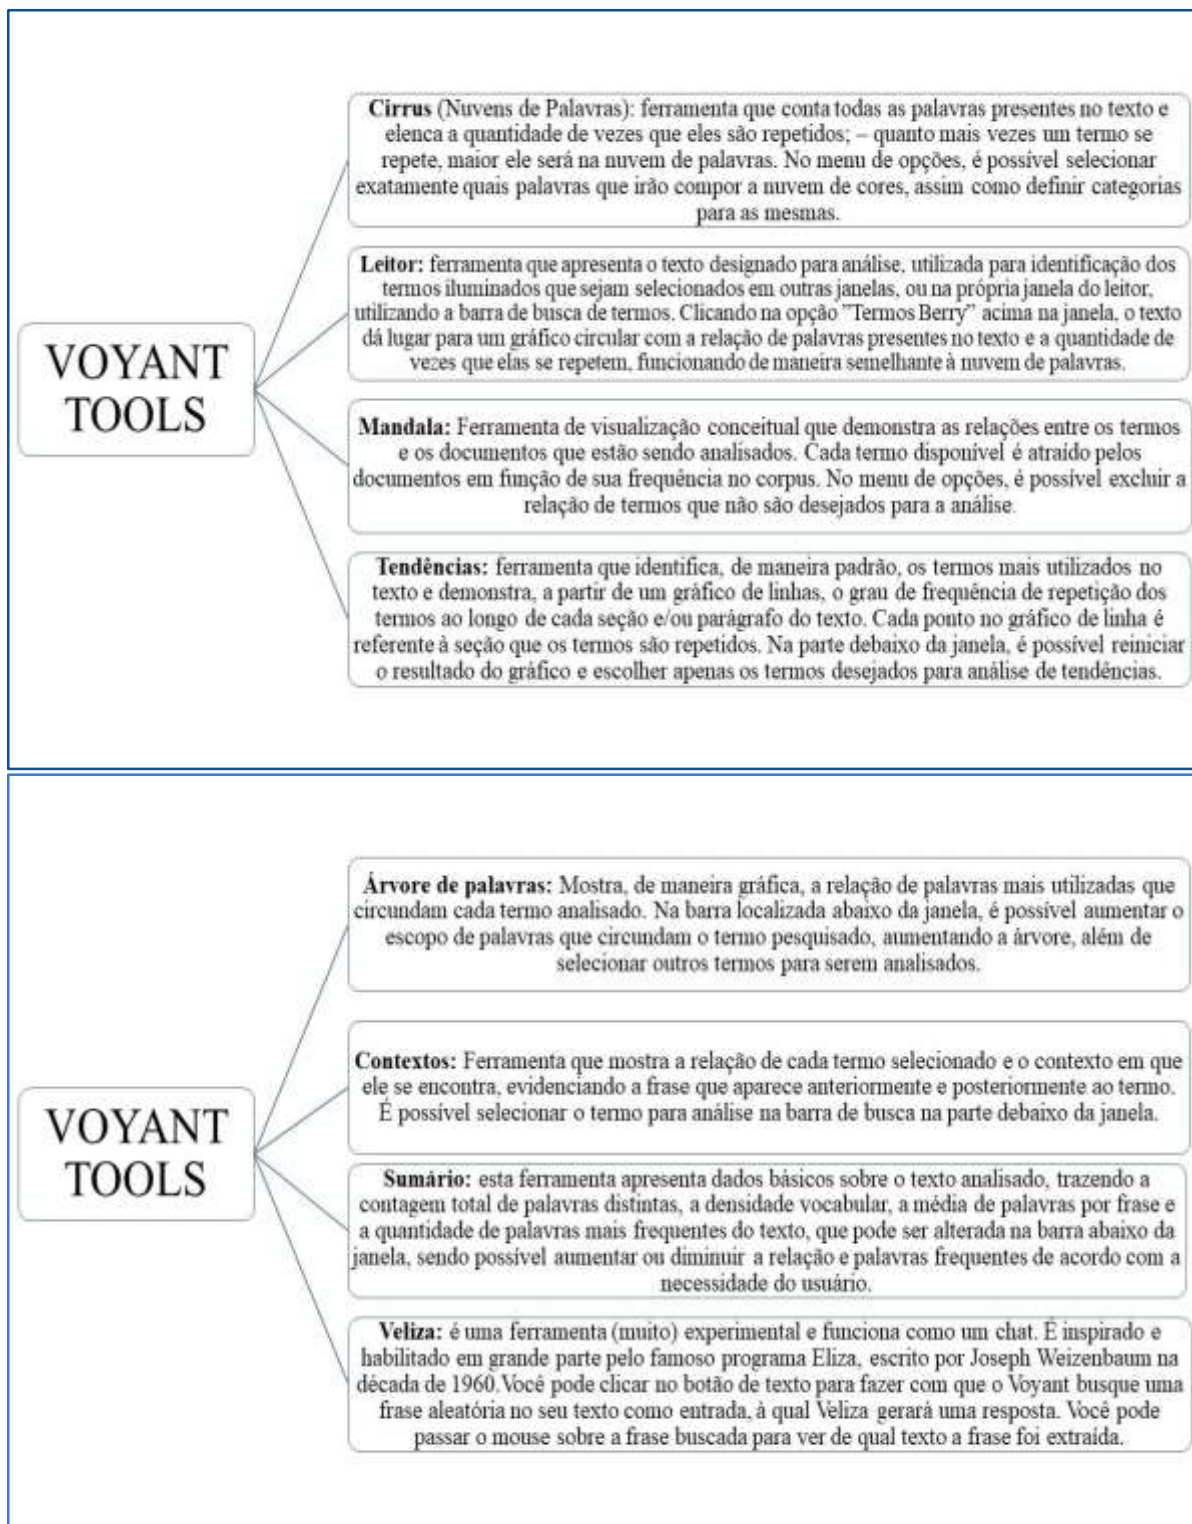 VOYANT
TOOLS
Cirrus (Nuvens de Palavras): ferramenta que conta todas as palavras presentes no texto e
elenca a quantidade de vezes que eles são repetidos; – quanto mais vezes um termo se
repete, maior ele será na nuvem de palavras. No menu de opções, é possível selecionar
exatamente quais palavras que irão compor a nuvem de cores, assim como definir categorias
para as mesmas.
Leitor: ferramenta que apresenta o texto designado para análise, utilizada para identificação dos
termos iluminados que sejam selecionados em outras janelas, ou na própria janela do leitor,
utilizando a barra de busca de termos. Clicando na opção "Termos Berry" acima na janela, o texto
dá lugar para um gráfico circular com a relação de palavras presentes no texto e a quantidade de
vezes que elas se repetem, funcionando de maneira semelhante à nuvem de palavras.
Mandala: Ferramenta de visualização conceitual que demonstra as relações entre os termos
e os documentos que estão sendo analisados. Cada termo disponível é atraído pelos
documentos em função de sua frequência no corpus. No menu de opções, é possível excluir a
relação de termos que não são desejados para a análise.
Tendências: ferramenta que identifica, de maneira padrão, os termos mais utilizados no
texto e demonstra, a partir de um gráfico de linhas, o grau de frequência de repetição dos
termos ao longo de cada seção e/ou parágrafo do texto. Cada ponto no gráfico de linha é
referente à seção que os termos são repetidos. Na parte debaixo da janela, é possível reiniciar
o resultado do gráfico e escolher apenas os termos desejados para análise de tendências.
VOYANT
TOOLS
Árvore de palavras: Mostra, de maneira gráfica, a relação de palavras mais utilizadas que
circundam cada termo analisado. Na barra localizada abaixo da janela, é possível aumentar o
escopo de palavras que circundam o termo pesquisado, aumentando a árvore, além de
selecionar outros termos para serem analisados.
Contextos: Ferramenta que mostra a relação de cada termo selecionado e o contexto em que
ele se encontra, evidenciando a frase que aparece anteriormente e posteriormente ao termo.
É possível selecionar o termo para análise na barra de busca na parte debaixo da janela.
Sumário: esta ferramenta apresenta dados básicos sobre o texto analisado, trazendo a
contagem total de palavras distintas, a densidade vocabular, a média de palavras por frase e
a quantidade de palavras mais frequentes do texto, que pode ser alterada na barra abaixo da
janela, sendo possível aumentar ou diminuir a relação e palavras frequentes de acordo com a
necessidade do usuário.
Veliza: é uma ferramenta (muito) experimental e funciona como um chat. É inspirado e
habilitado em grande parte pelo famoso programa Eliza, escrito por Joseph Weizenbaum na
década de 1960.Você pode clicar no botão de texto para fazer com que o Voyant busque uma
frase aleatória no seu texto como entrada, à qual Veliza gerará uma resposta. Você pode
passar o mouse sobre a frase buscada para ver de qual texto a frase foi extraída.